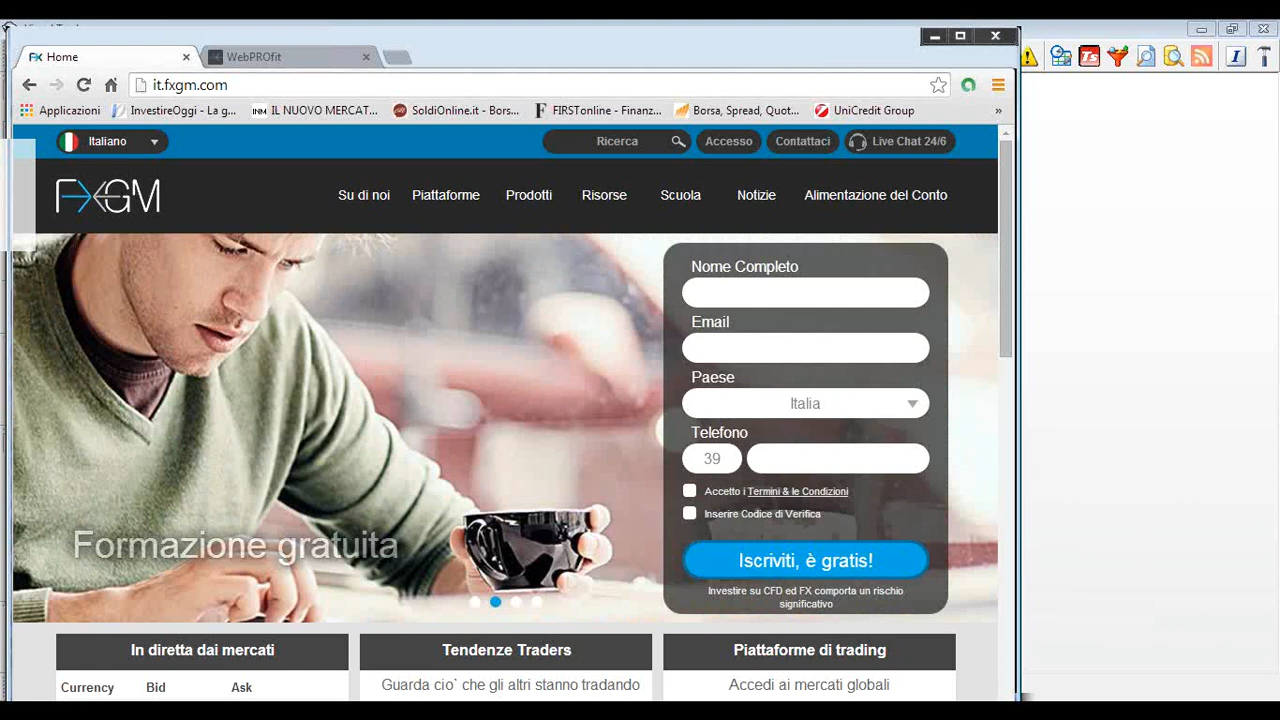 Home
WebPROfit
it.fxgm.com
Applicazioni
InvestireOggi - La g...
INM
IL NUOVO MERCAT...
SoldiOnline.it - Bors...
F
FIRSTonline - Finanz...
Borsa, Spread, Quot...
UniCredit Group
»
Italiano
Ricerca
Accesso
Contattaci
Live Chat 24/6
FXGM
Su di noi
Piattaforme
Prodotti
Risorse
Scuola
Notizie
Alimentazione del Conto
Nome Completo
Email
Paese
Italia
Telefono
39
Accetto i Termini & le Condizioni
Inserire Codice di Verifica
Formazione gratuita
Iscriviti, è gratis!
Investire su CFD ed FX comporta un rischio
significativo
In diretta dai mercati
Tendenze Traders
Piattaforme di trading
Currency Bid Ask
Guarda cio` che gli altri stanno tradando
Accedi ai mercati globali